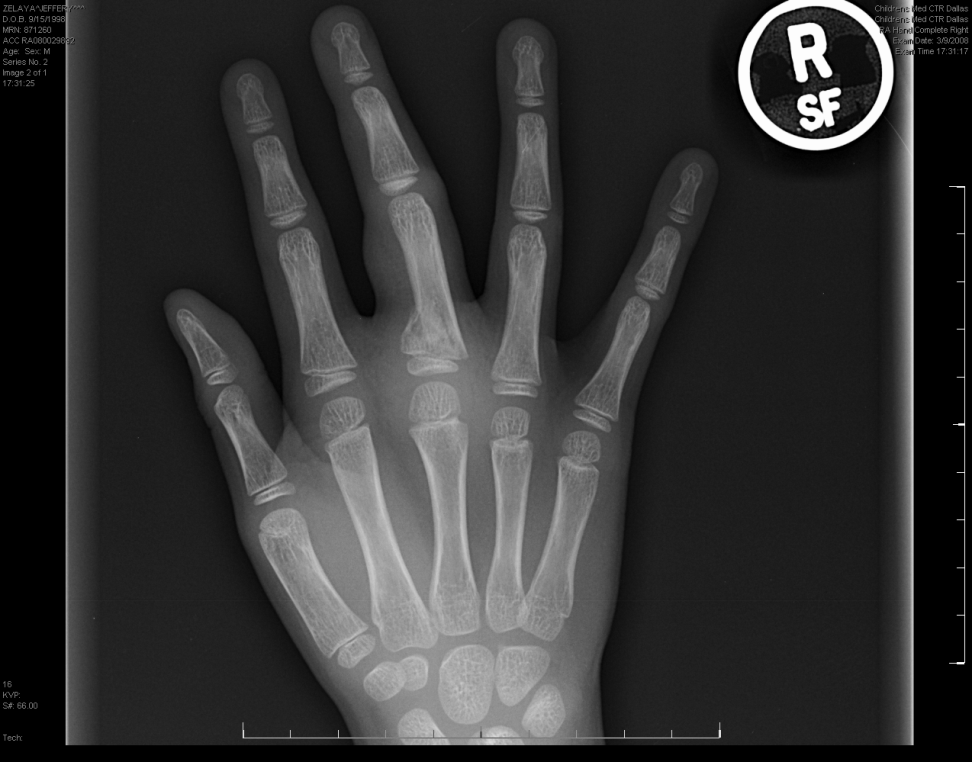 ZELAYA^JEFFERY^^^
D.O.B. 9/15/1998
MRN: 871260
Age: Sex: M
Series No. 2
Image 2 of 1
17:31:25
Childrens Med CTR Dallas
Childrens Med CTR Dallas
RA Hand Complete Right
Exam Date: 3/9/2008
Exam Time 17:31:17
R
SF
16
KVP:
S#: 66.00
Tech: